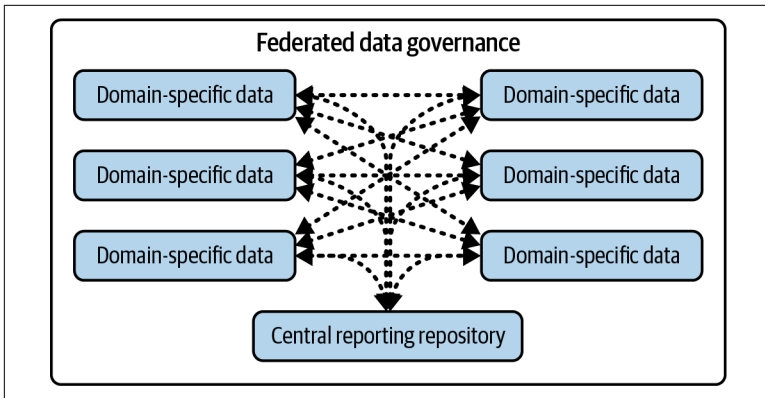 Federated data governance
Domain-specific data
Domain-specific data
Domain-specific data
Domain-specific data
Domain-specific data
Domain-specific data
Central reporting repository